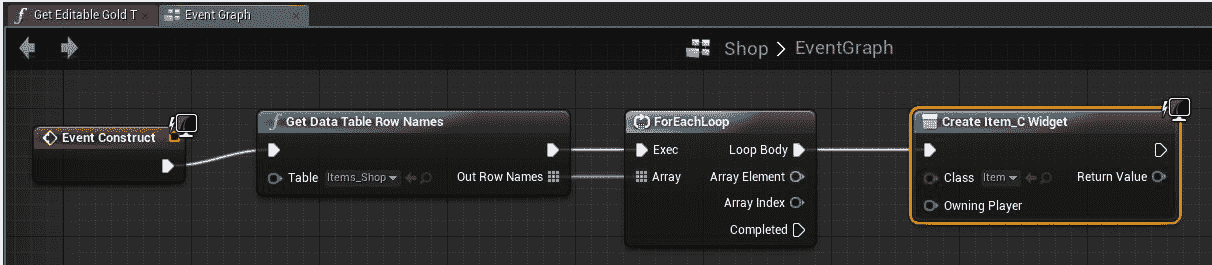 Get Editable Gold T
Event Graph
Shop > EventGraph
Event Construct
Get Data Table Row Names
Table Items_Shop
Out Row Names
ForEachLoop
Exec
Loop Body
Array
Array Element
Array Index
Completed
Create Item_C Widget
Class Item
Return Value
Owning Player